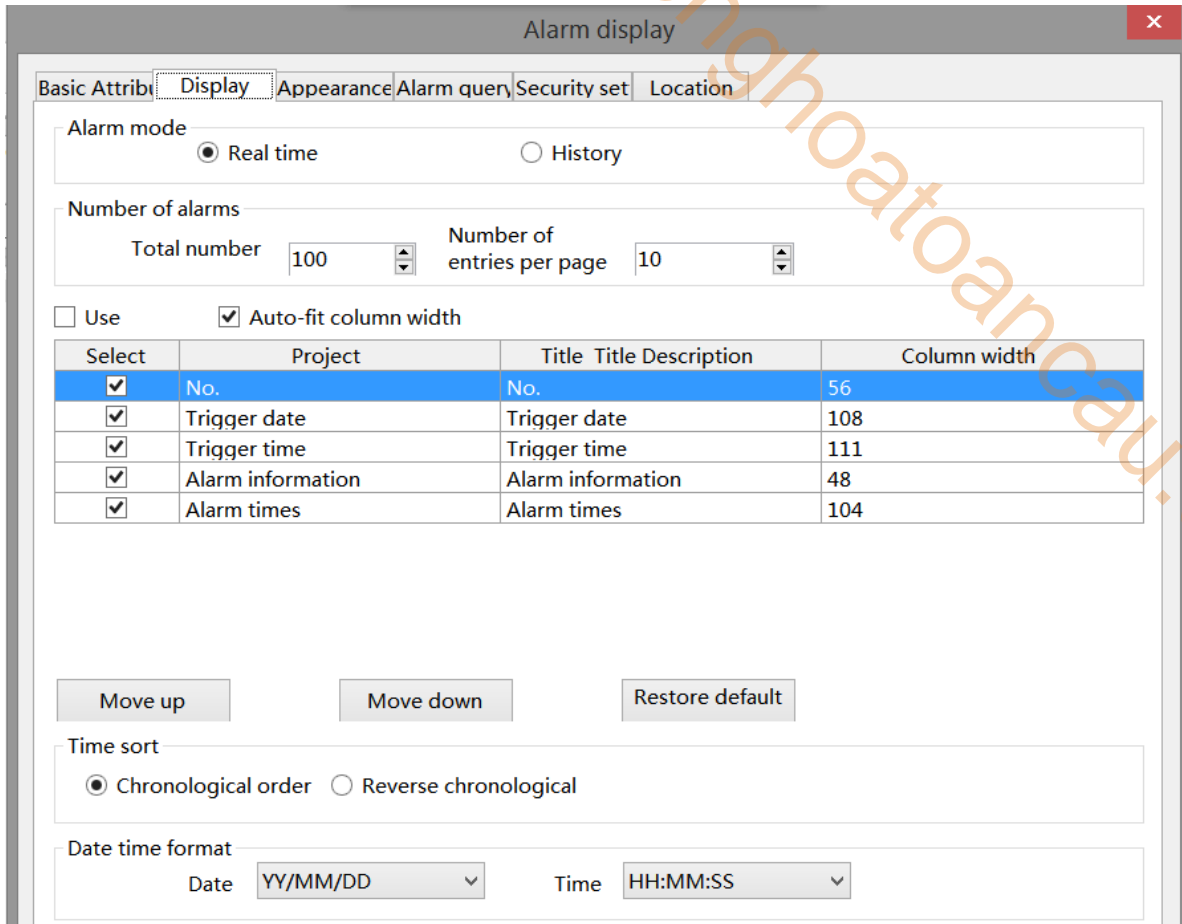 Alarm display
Display Appearance Alarm query Security set Location
Alarm mode
Real time History
Number of alarms
Total number 100 Number of entries per page 10
Use Auto-fit column width
Select Project Title Title Description Column width
No. No. 56
Trigger date Trigger date 108
Trigger time Trigger time 111
Alarm information Alarm information 48
Alarm times Alarm times 104
Move up Move down Restore default
Time sort
Chronological order Reverse chronological
Date time format
Date YY/MM/DD Time HH:MM:SS
nghoatoancau.